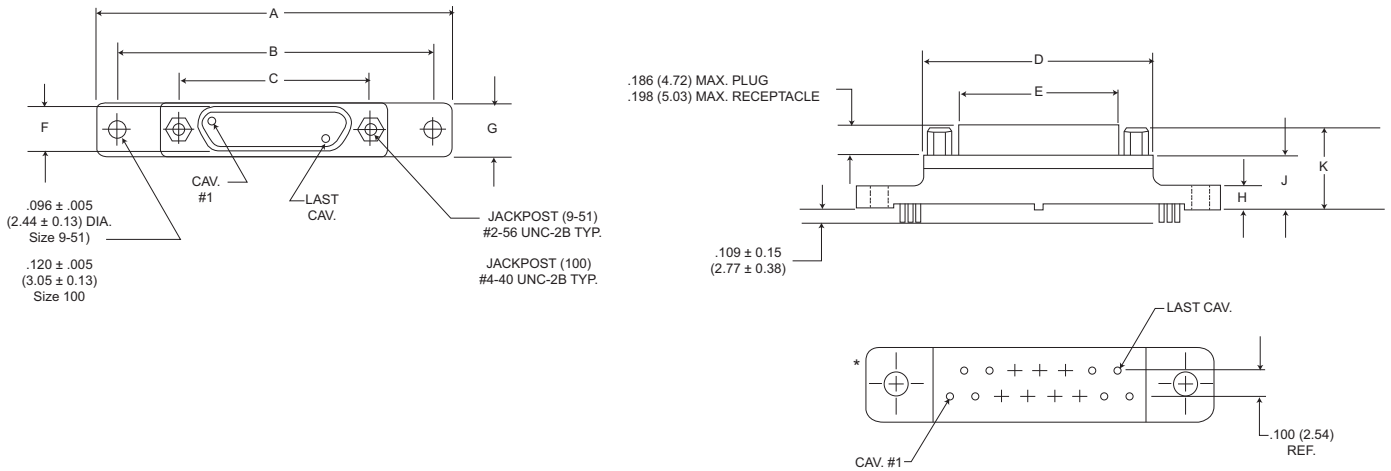 A
B
C
F
G
CAV.
#1
LAST
CAV.
.096 ± .005
(2.44 ± 0.13) DIA.
Size 9-51)
.120 ± .005
(3.05 ± 0.13)
Size 100
JACKPOST (9-51)
#2-56 UNC-2B TYP.
JACKPOST (100)
#4-40 UNC-2B TYP.
D
.186 (4.72) MAX. PLUG
.198 (5.03) MAX. RECEPTACLE
E
K
J
H
.109 ± 0.15
(2.77 ± 0.38)
LAST CAV.
*
.100 (2.54)
REF.
CAV. #1